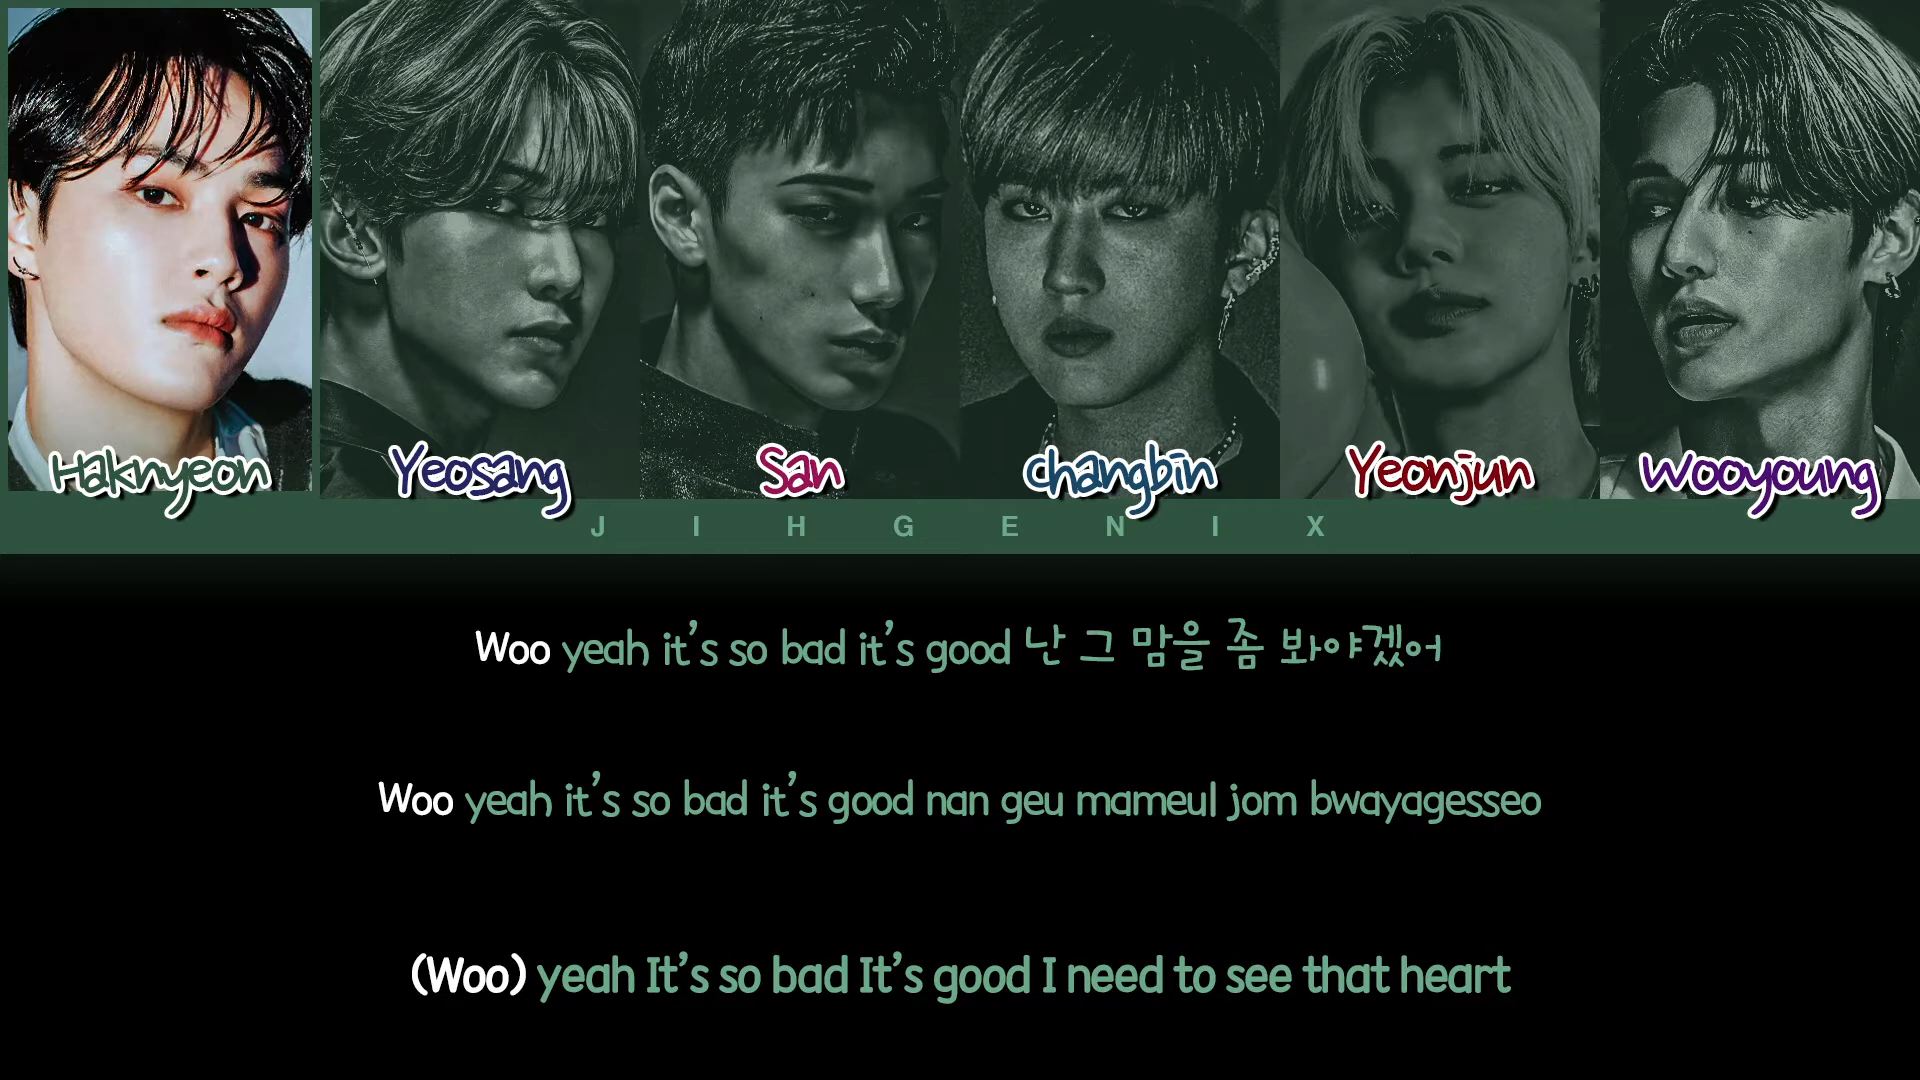 Haknyeon Yeosang San changbin Yeonjun Wooyoung
JIHGENIX
Woo yeah it's so bad it's good 난 그 맘을 좀 봐야겠어
Woo yeah it's so bad it's good nan geu mameul jom bwayagesseo
(Woo) yeah It's so bad It's good I need to see that heart